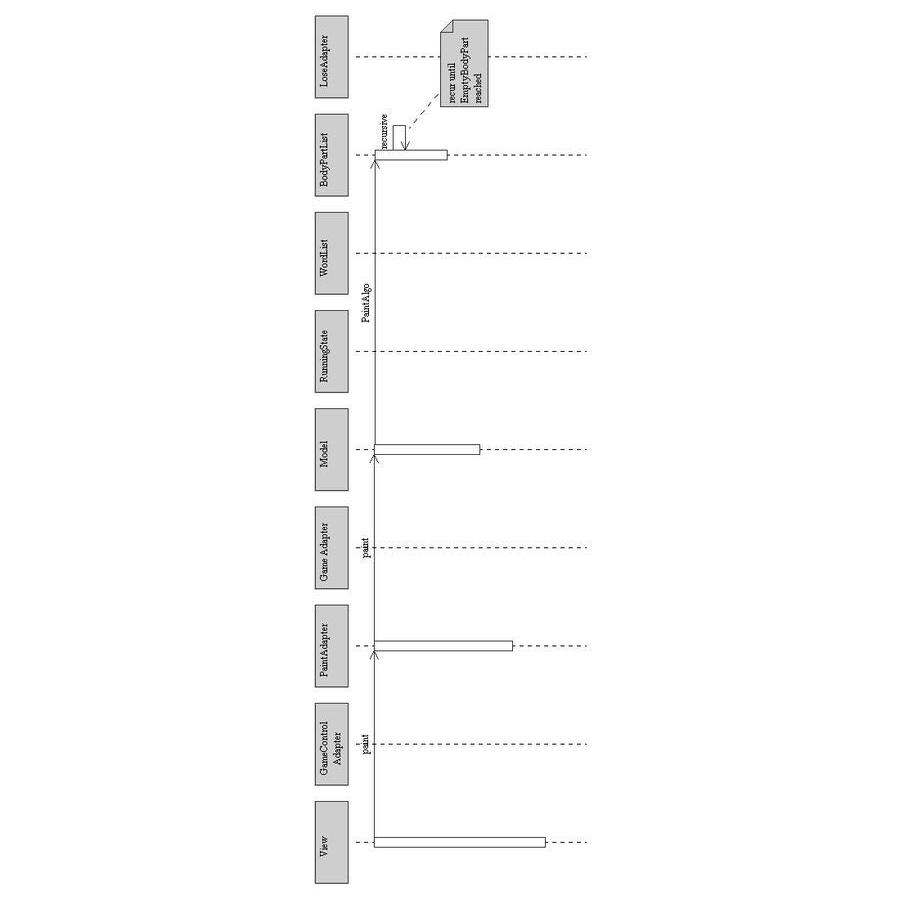 View
GameControl
Adapter
PaintAdapter
Game Adapter
Model
RunningState
WordList
BodyPartList
LoseAdapter
paint
paint
PaintAlgo
recursive
recur until
EmptyBodyPart
reached